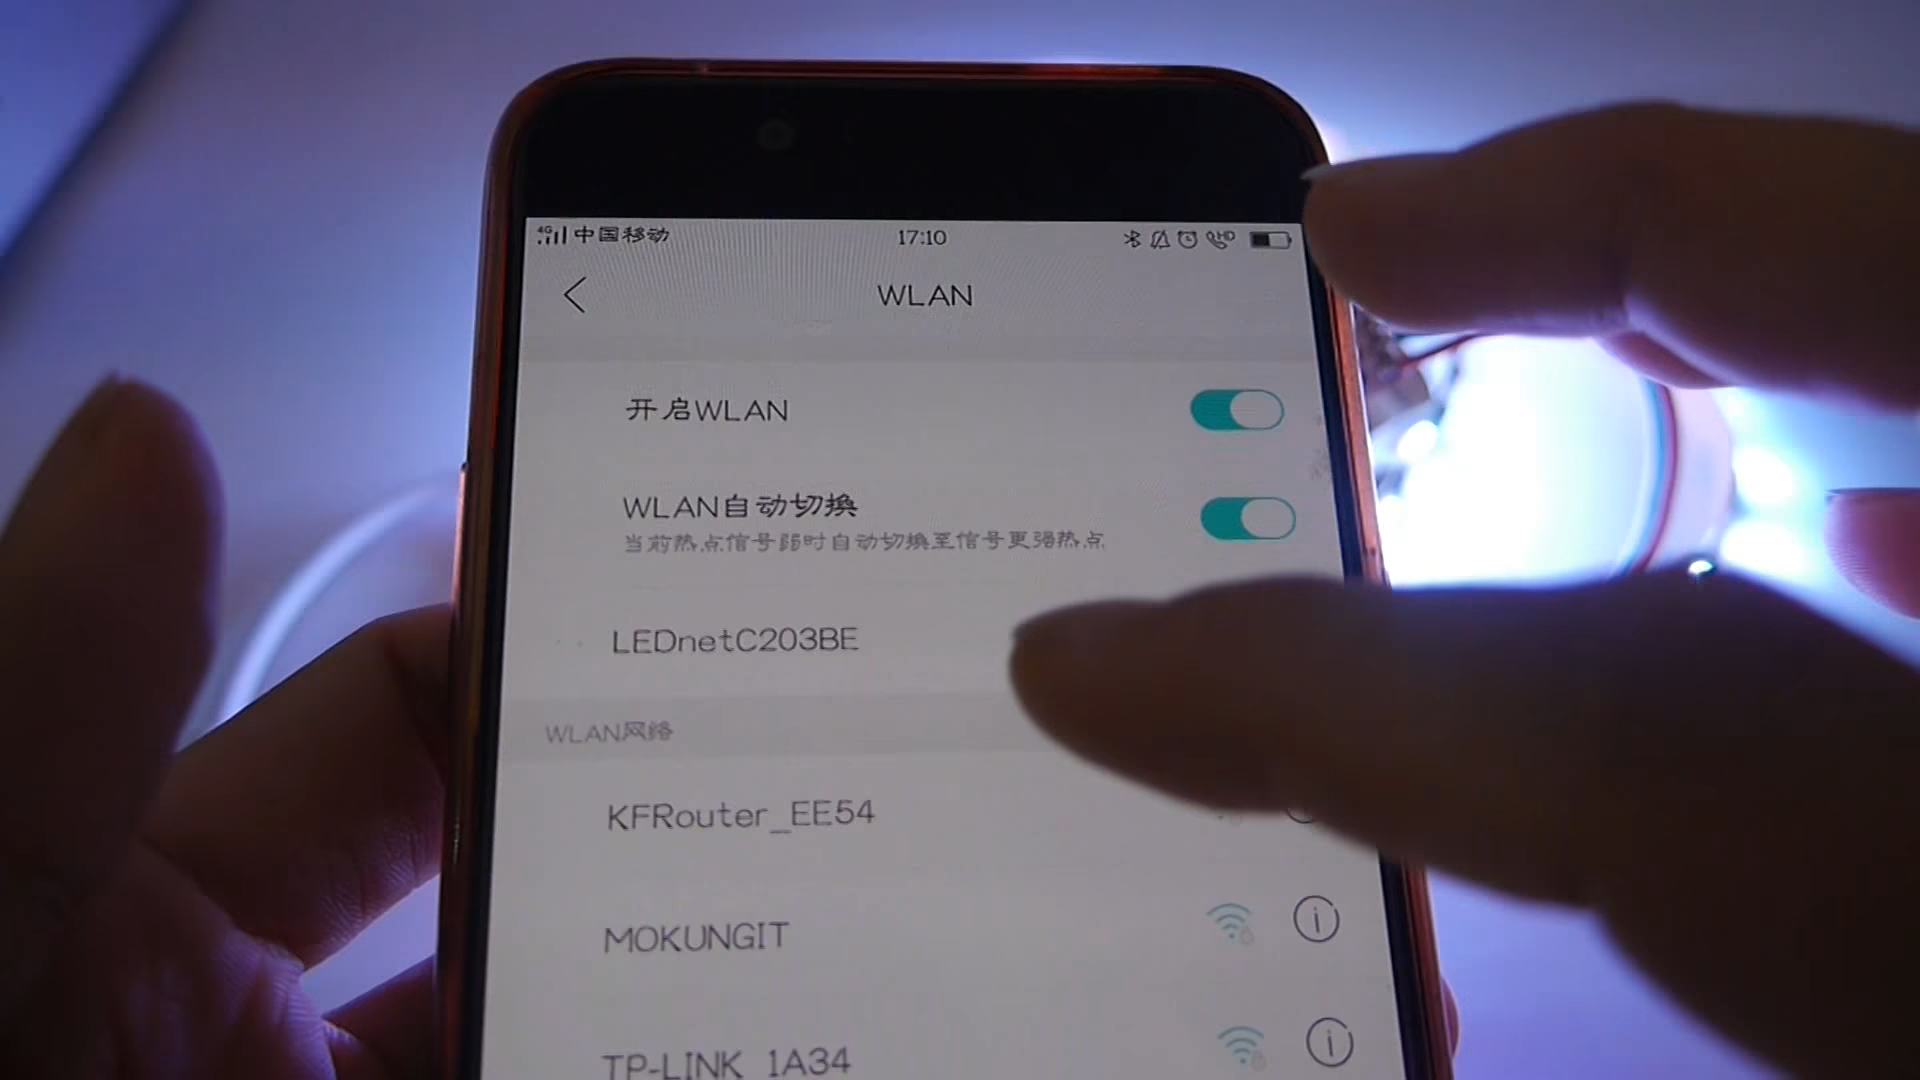 4G 中国移动 17:10 HD
WLAN
开启WLAN
WLAN自动切换
当前热点信号弱时自动切换至信号更强热点
LEDnetC203BE
WLAN网络
KFRouter_EE54
MOKUNGIT
TP-LINK_1A34